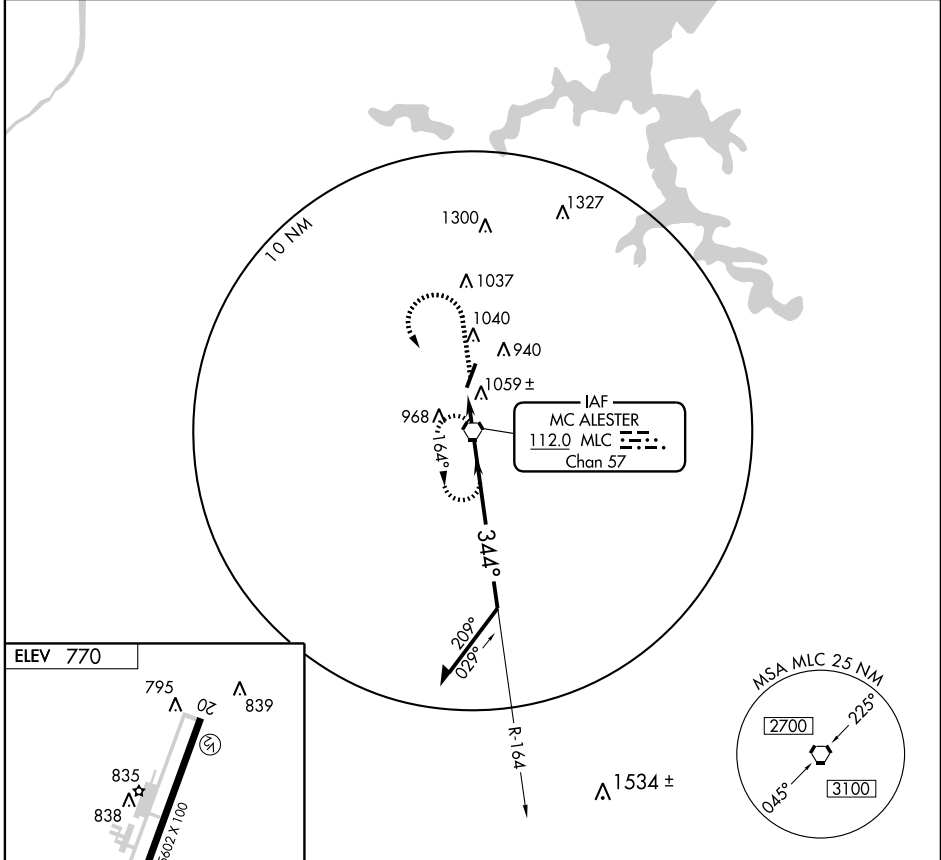 1300
1327
10 NM
1037
1040
940
1059 ±
968
IAF
MC ALESTER
112.0 MLC
Chan 57
164°
344°
209°
029°
R-164
1534 ±
MSA MLC 25 NM
2700
225°
045°
3100
ELEV 770
795
20
839
V2
835
838
5602 X 100